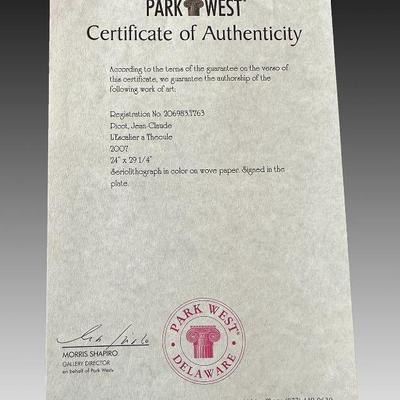 PARK WEST®
Certificate of Authenticity
According to the terms of the guarantee on the verso of
this certificate, we guarantee the authorship of the
following work of art:
Registration No. 206983.1763
Picot, Jean-Claude
L'Escalier a Theoule
2007
24" x 29 1/4"
Seriolithograph in color on wove paper. Signed in the
plate.
MORRIS SHAPIRO
GALLERY DIRECTOR
on behalf of Park West®
PARK WEST
DELAWARE